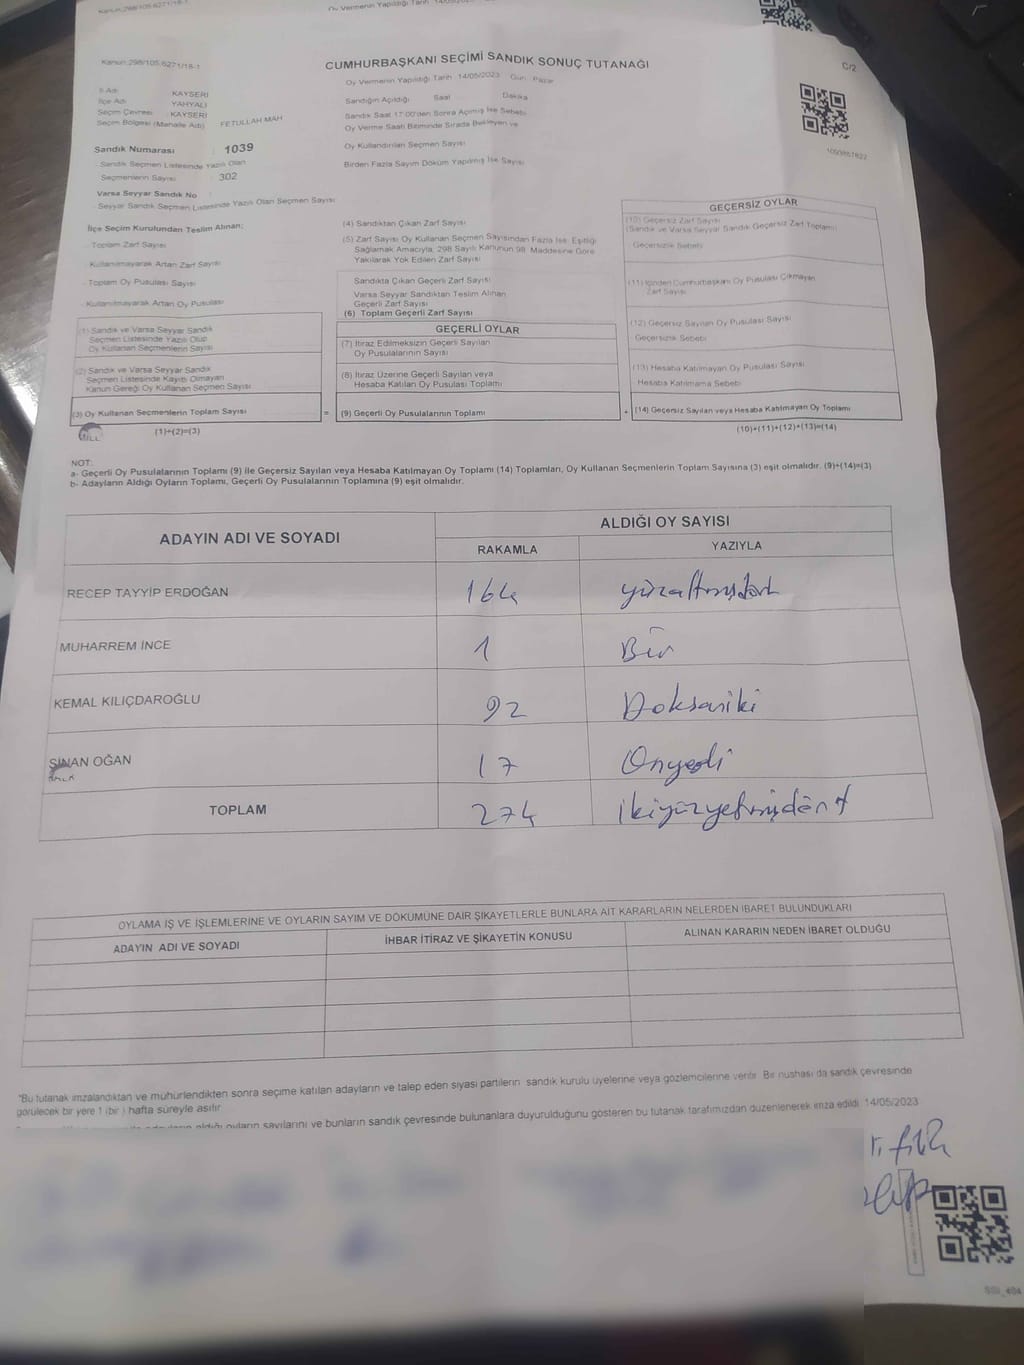 Kanun:298/105,6271/18-1
Oy Vermenin Yapıldığı Tarih
Kanun:298/105,6271/18-1
CUMHURBAŞKANI SEÇİMİ SANDIK SONUÇ TUTANAĞI
C/2
Oy Vermenin Yapıldığı Tarih 14/05/2023 Gün Pazar
İl Adı KAYSERİ
İlçe Adı YAHYALI
Seçim Çevresi : KAYSERİ
Seçim Bölgesi (Mahalle Adı) FETULLAH MAH
Sandığın Açıldığı Saat Dakika
Sandık Saat 17:00'den Sonra Açımış İse Sebebi
Oy Verme Saati Bitiminde Sırada Bekleyen ve
Oy Kullandırılan Seçmen Sayısı
Birden Fazla Sayım Döküm Yapılmış İse Sayısı
Sandık Numarası : 1039
- Sandık Seçmen Listesinde Yazılı Olan
Seçmenlerin Sayısı : 302
Varsa Seyyar Sandık No :
- Seyyar Sandık Seçmen Listesinde Yazılı Olan Seçmen Sayısı
İlçe Seçim Kurulundan Teslim Alınan;
- Toplam Zarf Sayısı
- Kullanılmayarak Artan Zarf Sayısı
- Toplam Oy Pusulası Sayısı
- Kullanılmayarak Artan Oy Pusulası
(1) Sandık ve Varsa Seyyar Sandık
Seçmen Listesinde Yazılı Olup
Oy Kullanan Seçmenlerin Sayısı
(2) Sandık ve Varsa Seyyar Sandık
Seçmen Listesinde Kayıtlı Olmayan
Kanun Gereği Oy Kullanan Seçmen Sayısı
(3) Oy Kullanan Seçmenlerin Toplam Sayısı =
(1)+(2)=(3)
(4) Sandıktan Çıkan Zarf Sayısı
(5) Zarf Sayısı Oy Kullanan Seçmen Sayısından Fazla İse; Eşitliği
Sağlamak Amacıyla; 298 Sayılı Kanunun 98. Maddesine Göre
Yakılarak Yok Edilen Zarf Sayısı
Sandıkta Çıkan Geçerli Zarf Sayısı
Varsa Seyyar Sandıktan Teslim Alınan
Geçerli Zarf Sayısı
(6) Toplam Geçerli Zarf Sayısı
GEÇERLİ OYLAR
(7) İtiraz Edilmeksizin Geçerli Sayılan
Oy Pusulalarının Sayısı
(8) İtiraz Üzerine Geçerli Sayılan veya
Hesaba Katılan Oy Pusulası Toplamı
(9) Geçerli Oy Pusulalarının Toplamı +
GEÇERSİZ OYLAR
(10) Geçersiz Zarf Sayısı
(Sandık ve Varsa Seyyar Sandık Geçersiz Zarf Toplamı)
Geçersizlik Sebebi
(11) İçinden Cumhurbaşkanı Oy Pusulası Çıkmayan
Zarf Sayısı
(12) Geçersiz Sayılan Oy Pusulası Sayısı
Geçersizlik Sebebi
(13) Hesaba Katılmayan Oy Pusulası Sayısı
Hesaba Katılmama Sebebi
(14) Geçersiz Sayılan veya Hesaba Katılmayan Oy Toplamı
(10)+(11)+(12)+(13)=(14)
NOT:
a- Geçerli Oy Pusulalarının Toplamı (9) İle Geçersiz Sayılan veya Hesaba Katılmayan Oy Toplamı (14) Toplamları, Oy Kullanan Seçmenlerin Toplam Sayısına (3) eşit olmalıdır. (9)+(14)=(3)
b- Adayların Aldığı Oyların Toplamı, Geçerli Oy Pusulalarının Toplamına (9) eşit olmalıdır.
ADAYIN ADI VE SOYADI ALDIĞI OY SAYISI
RAKAMLA YAZIYLA
RECEP TAYYİP ERDOĞAN 164 yüzaltmışdört
MUHARREM İNCE 1 Bir
KEMAL KILIÇDAROĞLU 92 Doksaniki
SİNAN OĞAN 17 Onyedi
TOPLAM 274 ikiyüzyetmişdört
OYLAMA İŞ VE İŞLEMLERİNE VE OYLARIN SAYIM VE DÖKÜMÜNE DAİR ŞİKAYETLERLE BUNLARA AİT KARARLARIN NELERDEN İBARET BULUNDUKLARI
ADAYIN ADI VE SOYADI İHBAR İTİRAZ VE ŞİKAYETİN KONUSU ALINAN KARARIN NEDEN İBARET OLDUĞU
"Bu tutanak imzalandıktan ve mühürlendikten sonra seçime katılan adayların ve talep eden siyasi partilerin sandık kurulu üyelerine veya gözlemcilerine verilir. Bir nüshası da sandık çevresinde
görülecek bir yere 1 (bir ) hafta süreyle asılır
aldığı oyların sayılarını ve bunların sandık çevresinde bulunanlara duyurulduğunu gösteren bu tutanak tarafımızdan düzenlenerek imza edildi. 14/05/2023